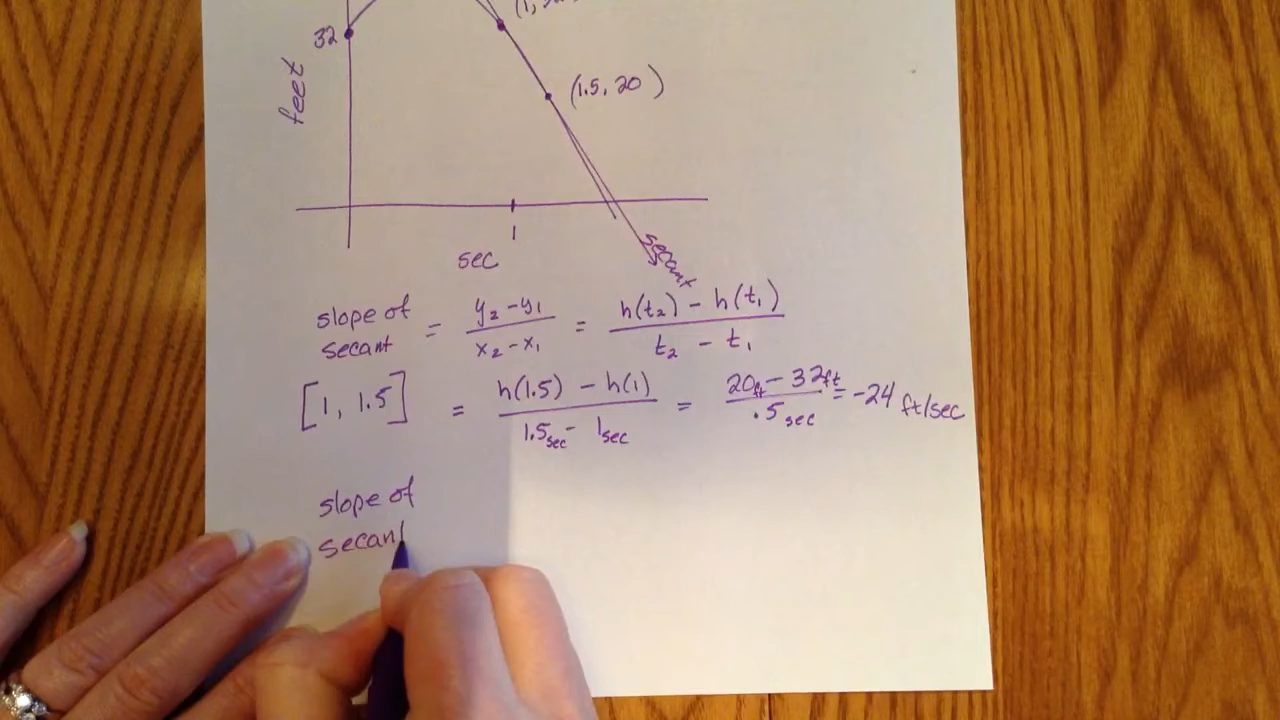 32
feet
(1.5, 20)
1
sec
secant
slope of secant = y₂ - y₁ / x₂ - x₁ = h(t₂) - h(t₁) / t₂ - t₁
[1, 1.5] = h(1.5) - h(1) / 1.5sec - 1sec = 20ft - 32ft / .5sec = -24 ft/sec
slope of
secant